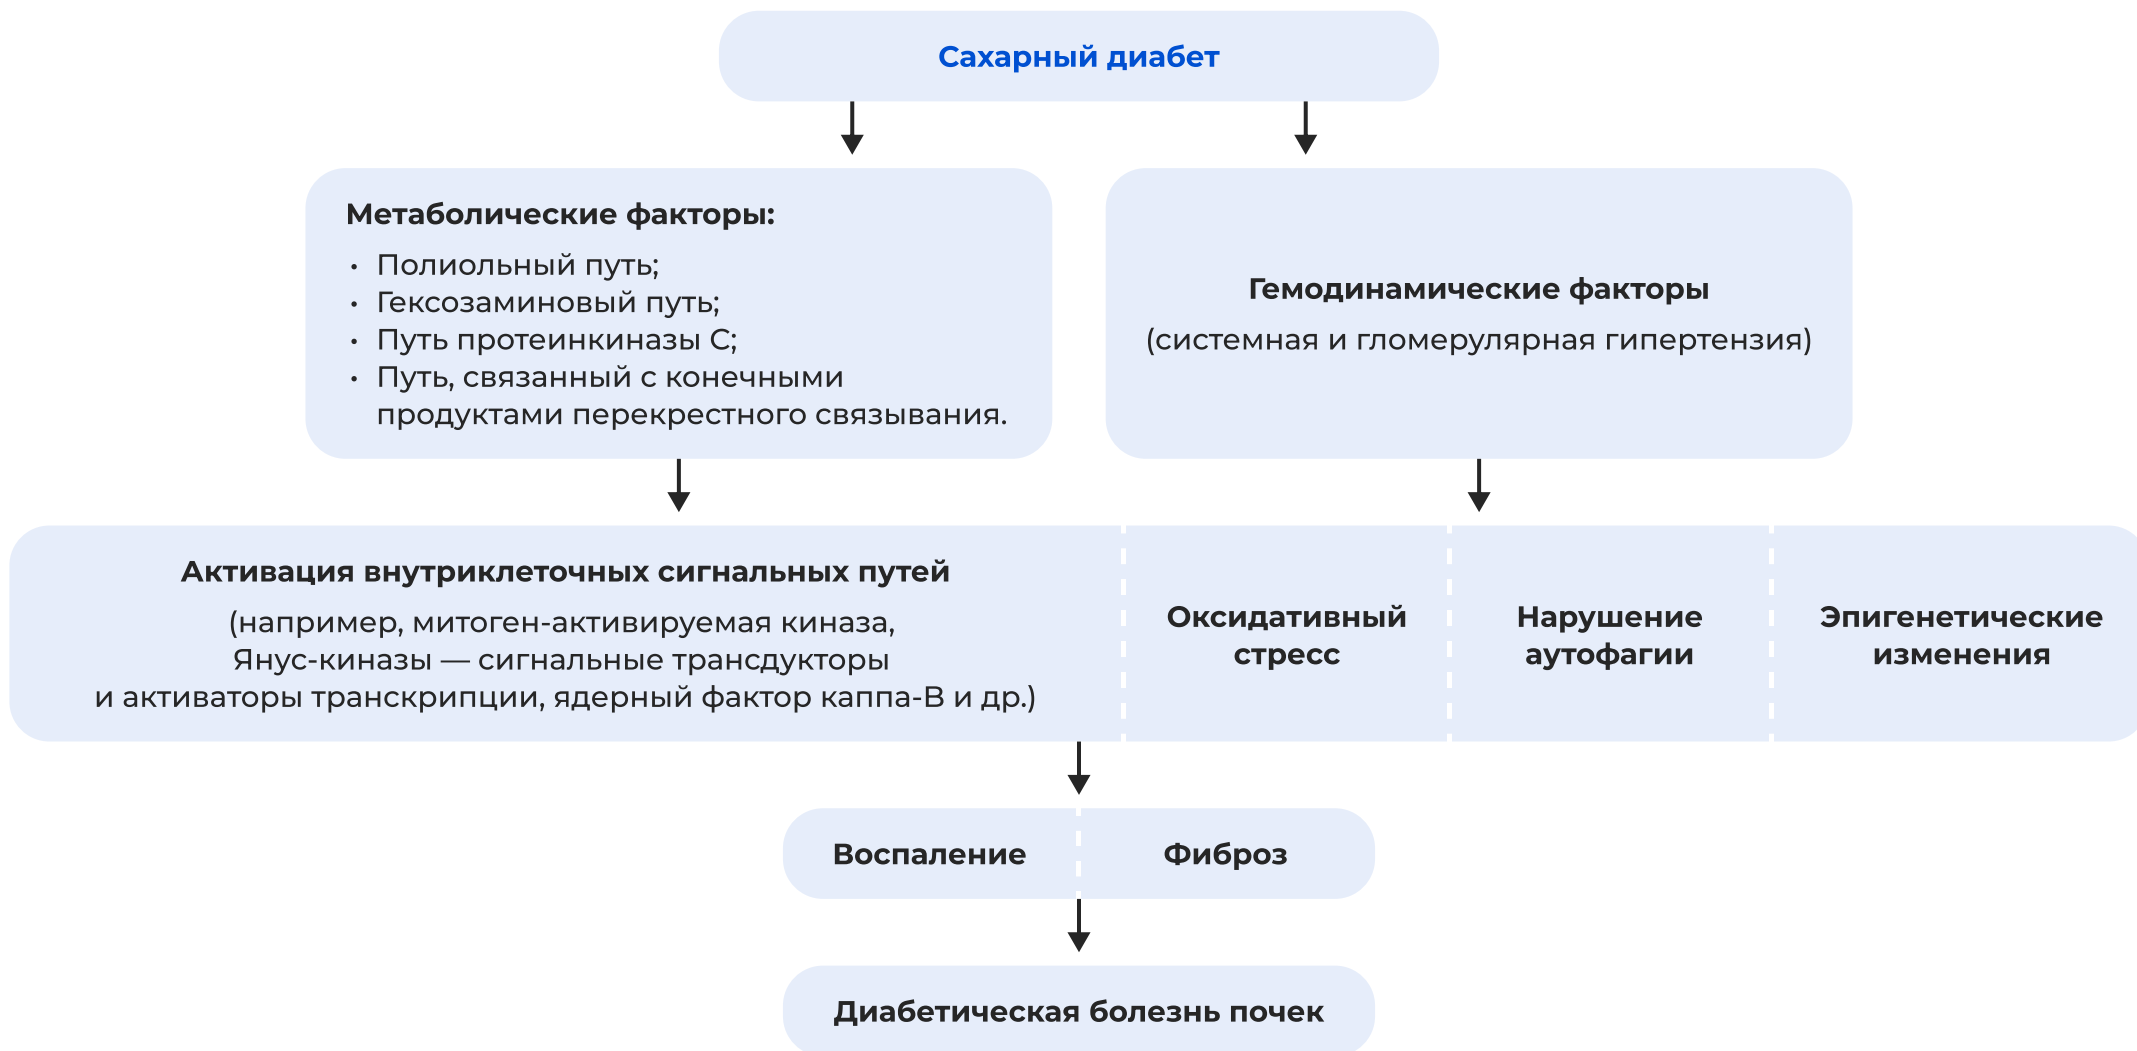 Сахарный диабет
Метаболические факторы:
• Полиольный путь;
• Гексозаминовый путь;
• Путь протеинкиназы С;
• Путь, связанный с конечными
продуктами перекрестного связывания.
Гемодинамические факторы
(системная и гломерулярная гипертензия)
Активация внутриклеточных сигнальных путей
(например, митоген-активируемая киназа,
Янус-киназы — сигнальные трансдукторы
и активаторы транскрипции, ядерный фактор каппа-В и др.)
Оксидативный
стресс
Нарушение
аутофагии
Эпигенетические
изменения
Воспаление
Фиброз
Диабетическая болезнь почек